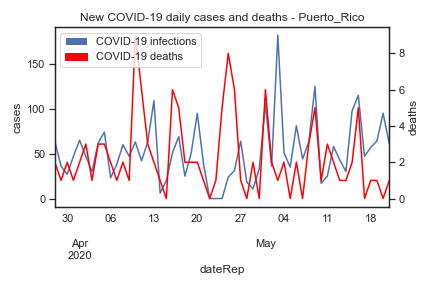 New COVID-19 daily cases and deaths - Puerto_Rico
COVID-19 infections
COVID-19 deaths
150
100
50
0
cases
8
6
4
2
0
deaths
30 06 13 20 27 04 11 18
Apr May
2020
dateRep